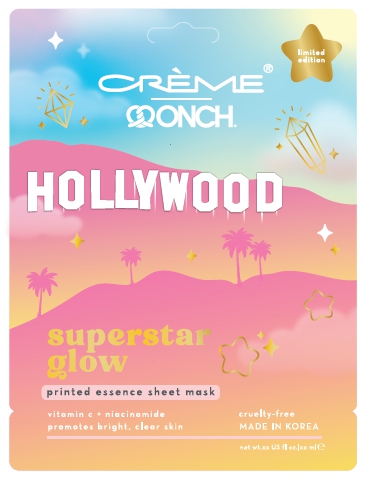 limited
edition
CRÈME®
QONCH.
HOLLYWOOD
superstar
glow
printed essence sheet mask
vitamin c + niacinamide
promotes bright, clear skin
cruelty-free
MADE IN KOREA